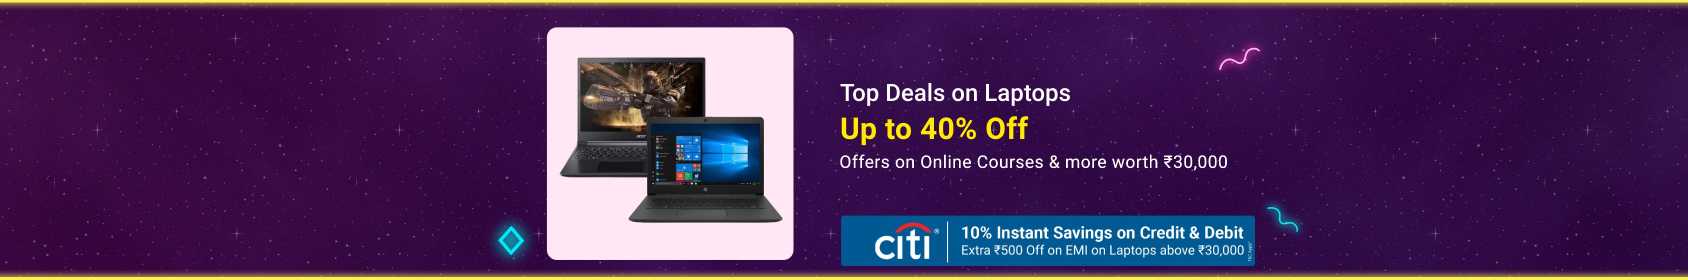 Top Deals on Laptops
Up to 40% Off
Offers on Online Courses & more worth ₹30,000
citi®
10% Instant Savings on Credit & Debit
Extra ₹500 Off on EMI on Laptops above ₹30,000